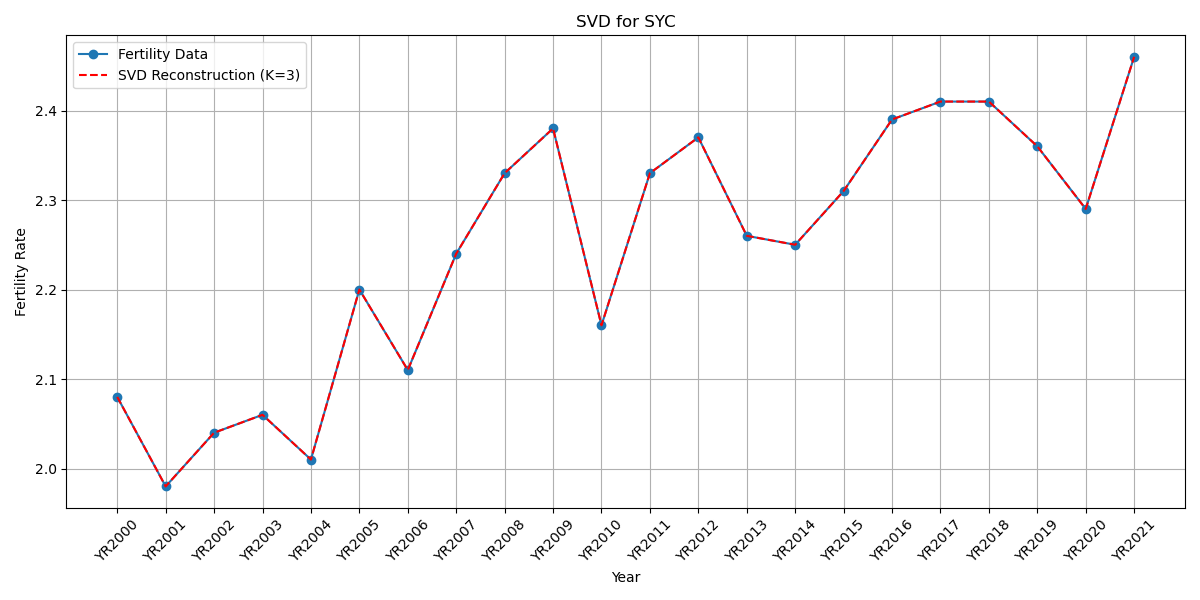 SVD for SYC
Fertility Data
SVD Reconstruction (K=3)
Fertility Rate
2.4
2.3
2.2
2.1
2.0
YR2000
YR2001
YR2002
YR2003
YR2004
YR2005
YR2006
YR2007
YR2008
YR2009
YR2010
YR2011
YR2012
YR2013
YR2014
YR2015
YR2016
YR2017
YR2018
YR2019
YR2020
YR2021
Year